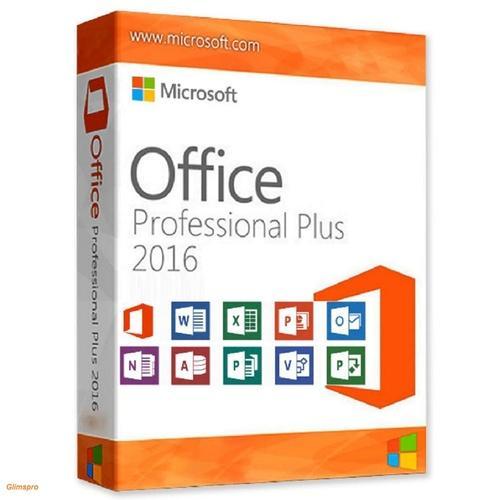 www.microsoft.com
Microsoft
Office
Professional Plus
2016
W
X
P
O
N
A
P
V
P
Office Professional Plus 2016
Glimspro